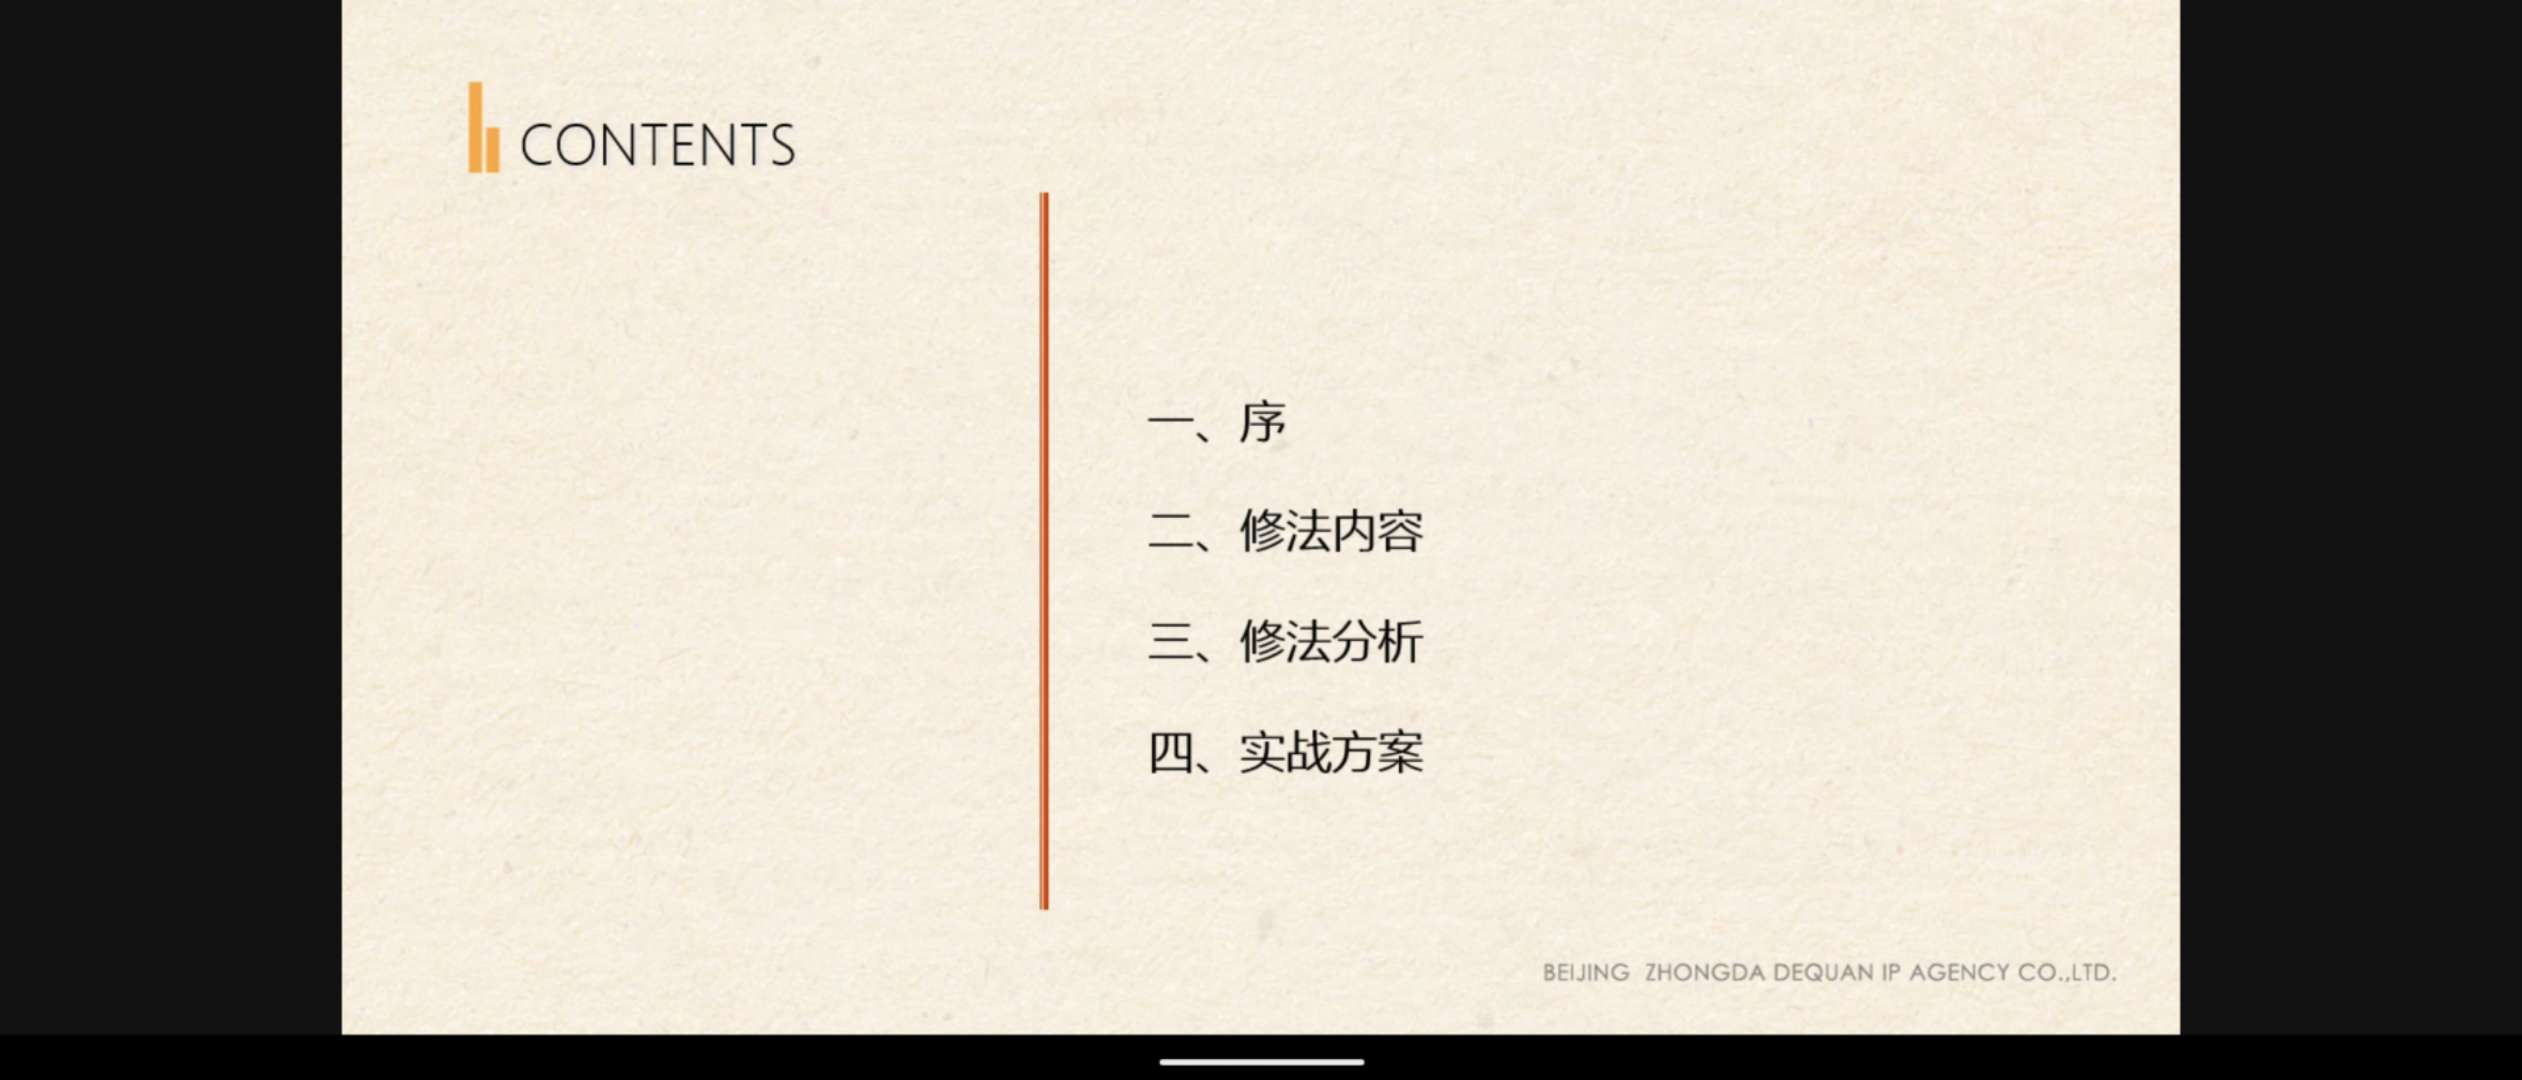 CONTENTS
一、序
二、修法内容
三、修法分析
四、实战方案
BEIJING ZHONGDA DEQUAN IP AGENCY CO.,LTD.